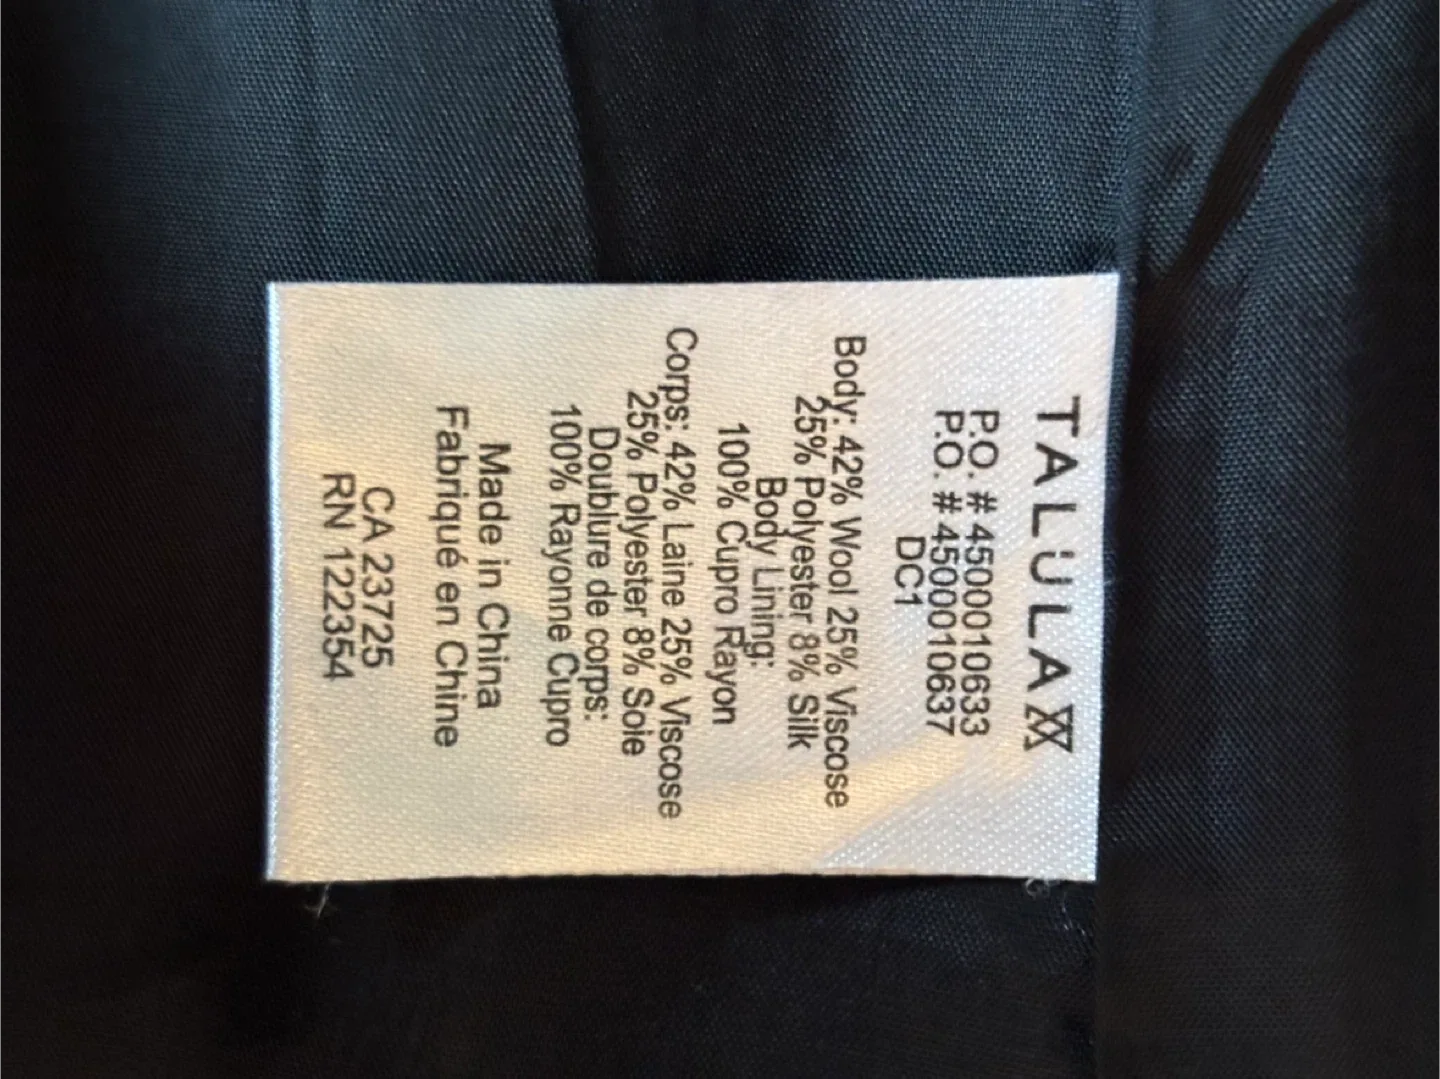 TALULA
P.O. # 4500010633
P.O. # 4500010637
DC1
Body: 42% Wool 25% Viscose
25% Polyester 8% Silk
Body Lining:
100% Cupro Rayon
Corps: 42% Laine 25% Viscose
25% Polyester 8% Soie
Doublure de corps:
100% Rayonne Cupro
Made in China
Fabriqué en Chine
CA 23725
RN 122354